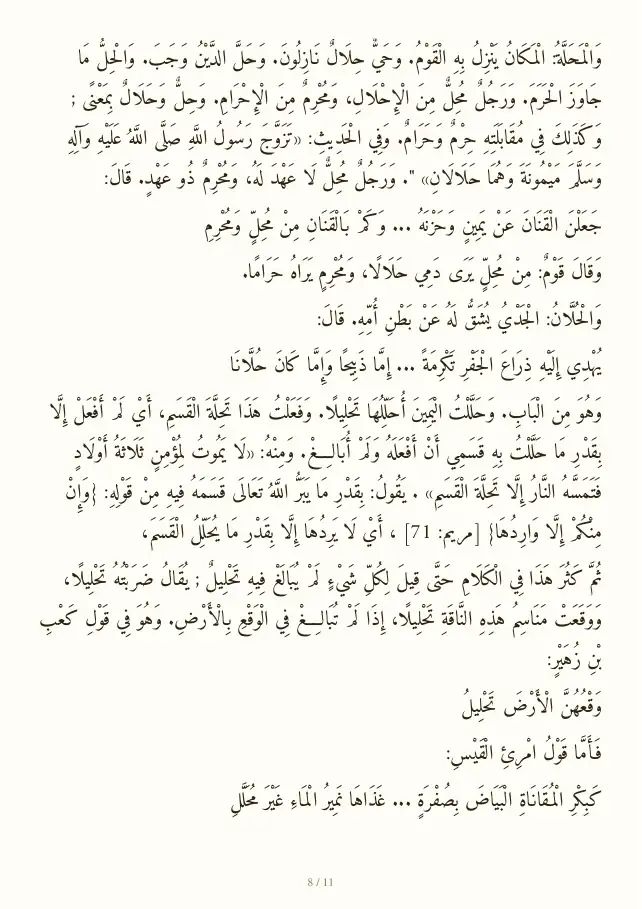 وَالْمَحَلَّةُ: الْمَكَانُ يَنْزِلُ بِهِ الْقَوْمُ. وَحَيٌّ حِلَالٌ نَازِلُونَ. وَحَلَّ الدَّيْنُ وَجَبَ. وَالْحِلُّ مَا
جَاوَزَ الْحَرَمَ. وَرَجُلٌ مُحِلٌّ مِنَ الْإِحْلَالِ، وَمُحْرِمٌ مِنَ الْإِحْرَامِ. وَحِلٌّ وَحَلَالٌ بِمَعْنًى ;
وَكَذَلِكَ فِي مُقَابَلَتِهِ حِرْمٌ وَحَرَامٌ. وَفِي الْحَدِيثِ: «تَزَوَّجَ رَسُولُ اللَّهِ صَلَّى اللَّهُ عَلَيْهِ وَآلِهِ
وَسَلَّمَ مَيْمُونَةَ وَهُمَا حَلَالَانِ» ". وَرَجُلٌ مُحِلٌّ لَا عَهْدَ لَهُ، وَمُحْرِمٌ ذُو عَهْدٍ. قَالَ:
جَعَلْنَ الْقَنَانَ عَنْ يَمِينٍ وَحَزْنَهُ ... وَكَمْ بَالْقَنَانِ مِنْ مُحِلٍّ وَمُحْرِمِ
وَقَالَ قَوْمٌ: مِنْ مُحِلٍّ يَرَى دَمِي حَلَالًا، وَمُحْرِمٍ يَرَاهُ حَرَامًا.
وَالْحُلَّانُ: الْجَدْيُ يُشَقُّ لَهُ عَنْ بَطْنِ أُمِّهِ. قَالَ:
يُهْدِي إِلَيْهِ ذِرَاعَ الْجَفْرِ تَكْرِمَةً ... إِمَّا ذَبِيحًا وَإِمَّا كَانَ حُلَّانَا
وَهُوَ مِنَ الْبَابِ. وَحَلَّلْتُ الْيَمِينَ أُحَلِّلُهَا تَحْلِيلًا. وَفَعَلْتُ هَذَا تَحِلَّةَ الْقَسَمِ، أَيْ لَمْ أَفْعَلْ إِلَّا
بِقَدْرِ مَا حَلَّلْتُ بِهِ قَسَمِي أَنْ أَفْعَلَهُ وَلَمْ أُبَالِــغْ. وَمِنْهُ: «لَا يَمُوتُ لِمُؤْمِنٍ ثَلَاثَةُ أَوْلَادٍ
فَتَمَسَّهُ النَّارُ إِلَّا تَحِلَّةَ الْقَسَمِ» . يَقُولُ: بِقَدْرِ مَا يَبَرُّ اللَّهُ تَعَالَى قَسَمَهُ فِيهِ مِنْ قَوْلِهِ: {وَإِنْ
مِنْكُمْ إِلَّا وَارِدُهَا} [مريم: 71] ، أَيْ لَا يَرِدُهَا إِلَّا بِقَدْرِ مَا يُحَلِّلُ الْقَسَمَ،
ثُمَّ كَثُرَ هَذَا فِي الْكَلَامِ حَتَّى قِيلَ لِكُلِّ شَيْءٍ لَمْ يُبَالَغْ فِيهِ تَحْلِيلٌ ; يُقَالُ ضَرَبْتُهُ تَحْلِيلًا،
وَوَقَعَتْ مَنَاسِمُ هَذِهِ النَّاقَةِ تَحْلِيلًا، إِذَا لَمْ تُبَالِــغْ فِي الْوَقْعِ بِالْأَرْضِ. وَهُوَ فِي قَوْلِ كَعْبِ
بْنِ زُهَيْرٍ:
وَقْعُهُنَّ الْأَرْضَ تَحْلِيلُ
فَأَمَّا قَوْلُ امْرِئِ الْقَيْسِ:
كَبِكْرِ الْمُقَانَاةِ الْبَيَاضَ بِصُفْرَةٍ ... غَذَاهَا نَمِيرُ الْمَاءِ غَيْرَ مُحَلَّلِ
8 / 11